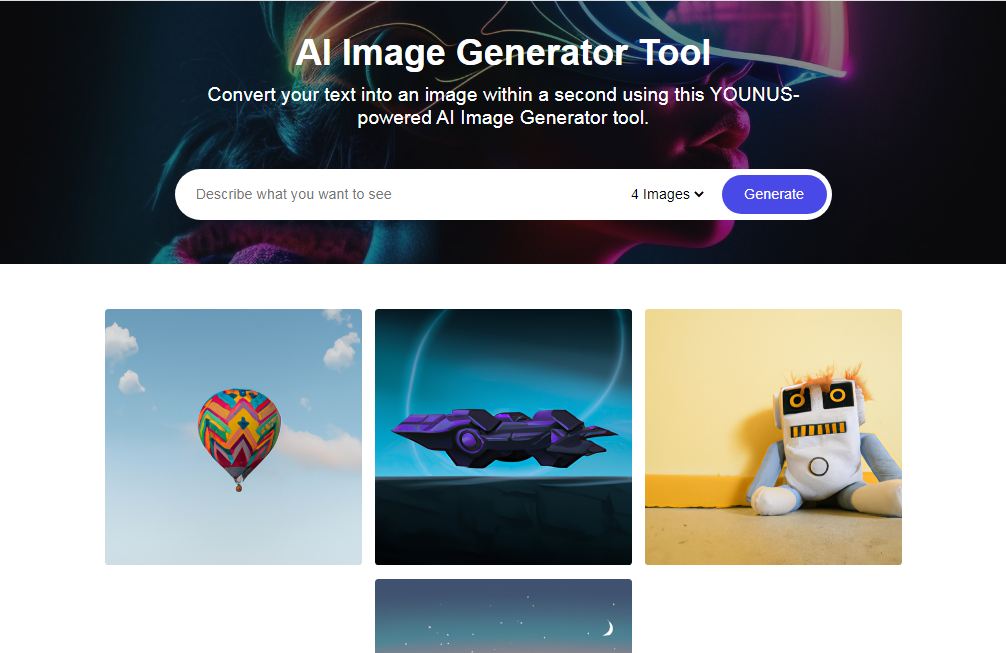 AI Image Generator Tool
Convert your text into an image within a second using this YOUNUS-
powered AI Image Generator tool.
Describe what you want to see
4 Images
Generate